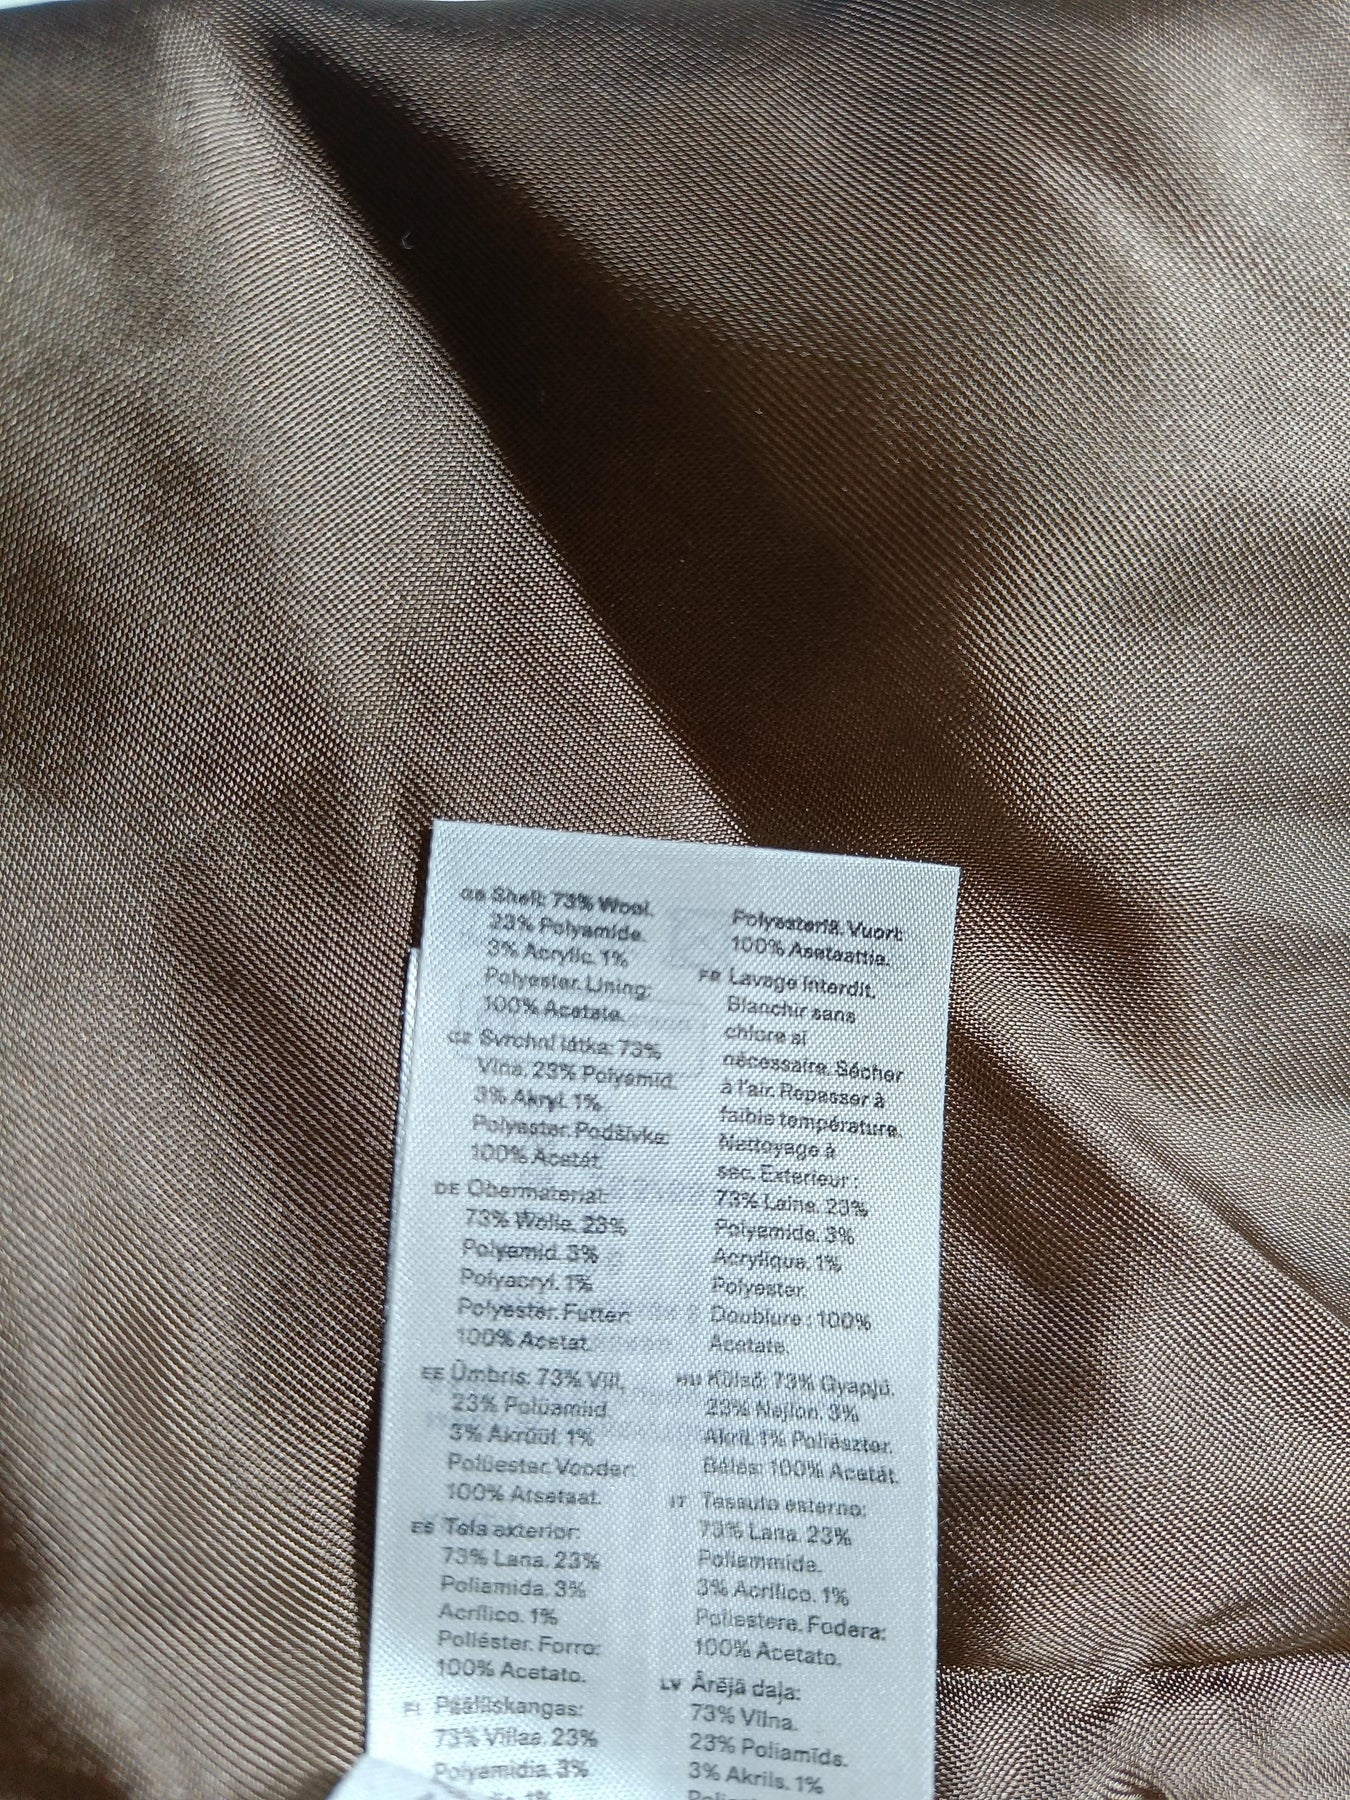 GB Shell: 73% Wool.
23% Polyamide.
3% Acrylic. 1%
Polyester. Lining:
100% Acetate.
CZ Svrchní látka: 73%
Vlna. 23% Polyamid.
3% Akryl. 1%
Polyester. Podšívka:
100% Acetát.
DE Obermaterial:
73% Wolle. 23%
Polyamid. 3%
Polyacryl. 1%
Polyester. Futter:
100% Acetat.
EE Ümbris: 73% Vill.
23% Polüamiid.
3% Akrüül. 1%
Polüester. Vooder:
100% Atsetaat.
ES Tela exterior:
73% Lana. 23%
Poliamida. 3%
Acrílico. 1%
Poliéster. Forro:
100% Acetato.
FI Päällüskangas:
73% Villaa. 23%
Polyamidia. 3%
1%
Polyesteriä. Vuori:
100% Asetaattia.
FR Lavage interdit.
Blanchir sans
chlore si
nécessaire. Sécher
à l'air. Repasser à
faible température.
Nettoyage à
sec. Exterieur :
73% Laine. 23%
Polyamide. 3%
Acrylique. 1%
Polyester.
Doublure : 100%
Acetate.
HU Külső: 73% Gyapjú.
23% Nejlon. 3%
Akril. 1% Poliészter.
Bélés: 100% Acetát.
IT Tessuto esterno:
73% Lana. 23%
Poliammide.
3% Acrilico. 1%
Poliestere. Fodera:
100% Acetato.
LV Ārējā daļa:
73% Vilna.
23% Poliamīds.
3% Akrils. 1%